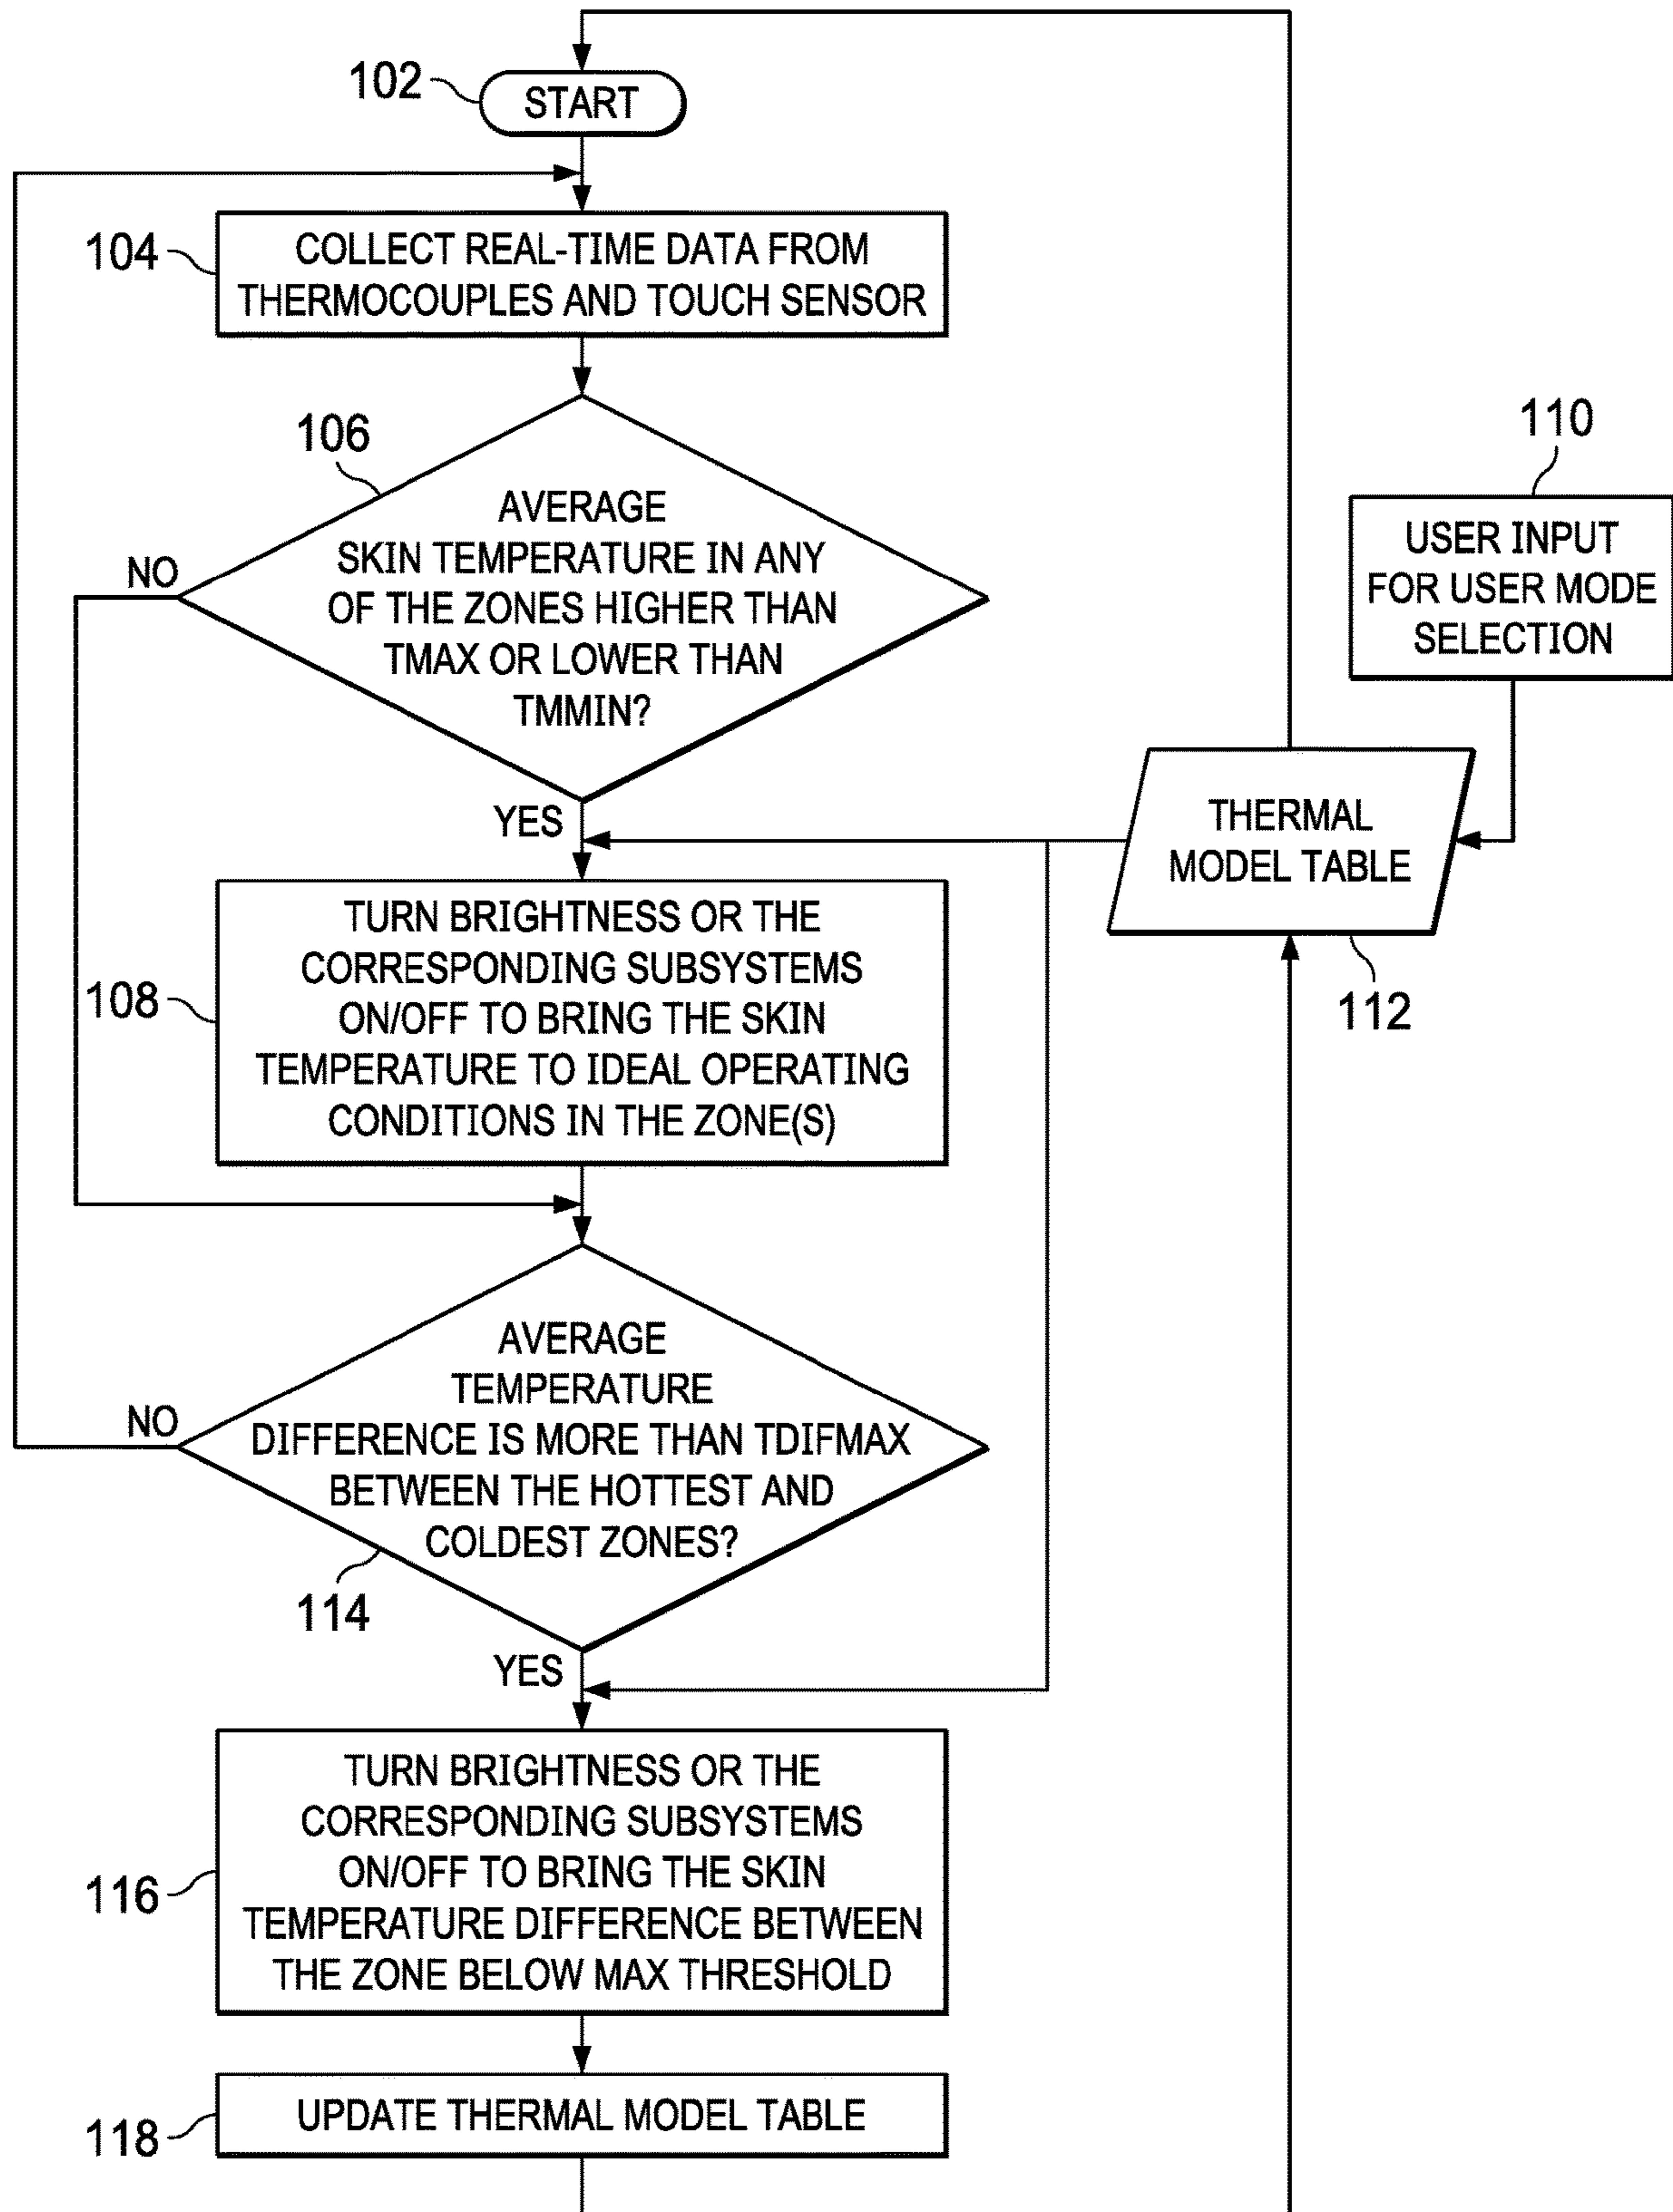 102
START
104
COLLECT REAL-TIME DATA FROM
THERMOCOUPLES AND TOUCH SENSOR
106
AVERAGE
SKIN TEMPERATURE IN ANY
OF THE ZONES HIGHER THAN
TMAX OR LOWER THAN
TMMIN?
NO
YES
110
USER INPUT
FOR USER MODE
SELECTION
THERMAL
MODEL TABLE
112
108
TURN BRIGHTNESS OR THE
CORRESPONDING SUBSYSTEMS
ON/OFF TO BRING THE SKIN
TEMPERATURE TO IDEAL OPERATING
CONDITIONS IN THE ZONE(S)
AVERAGE
TEMPERATURE
DIFFERENCE IS MORE THAN TDIFMAX
BETWEEN THE HOTTEST AND
COLDEST ZONES?
NO
114
YES
116
TURN BRIGHTNESS OR THE
CORRESPONDING SUBSYSTEMS
ON/OFF TO BRING THE SKIN
TEMPERATURE DIFFERENCE BETWEEN
THE ZONE BELOW MAX THRESHOLD
118
UPDATE THERMAL MODEL TABLE